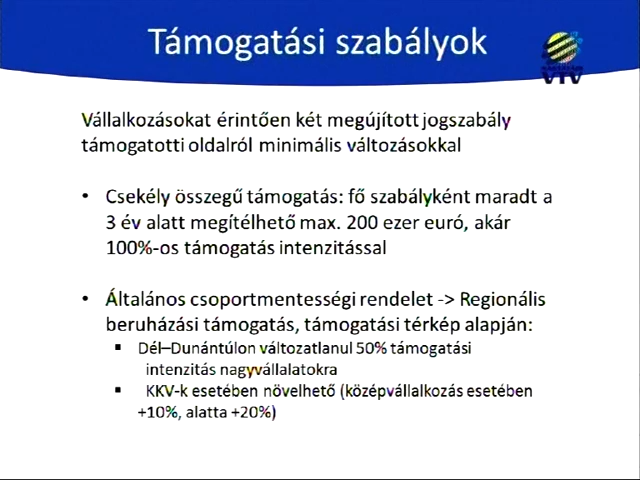 Támogatási szabályok
VTV
Vállalkozásokat érintően két megújított jogszabály
támogatotti oldalról minimális változásokkal
• Csekély összegű támogatás: fő szabályként maradt a
3 év alatt megítélhető max. 200 ezer euró, akár
100%-os támogatás intenzitással
• Általános csoportmentességi rendelet -> Regionális
beruházási támogatás, támogatási térkép alapján:
▪ Dél–Dunántúlon változatlanul 50% támogatási
intenzitás nagyvállalatokra
▪ KKV-k esetében növelhető (középvállalkozás esetében
+10%, alatta +20%)